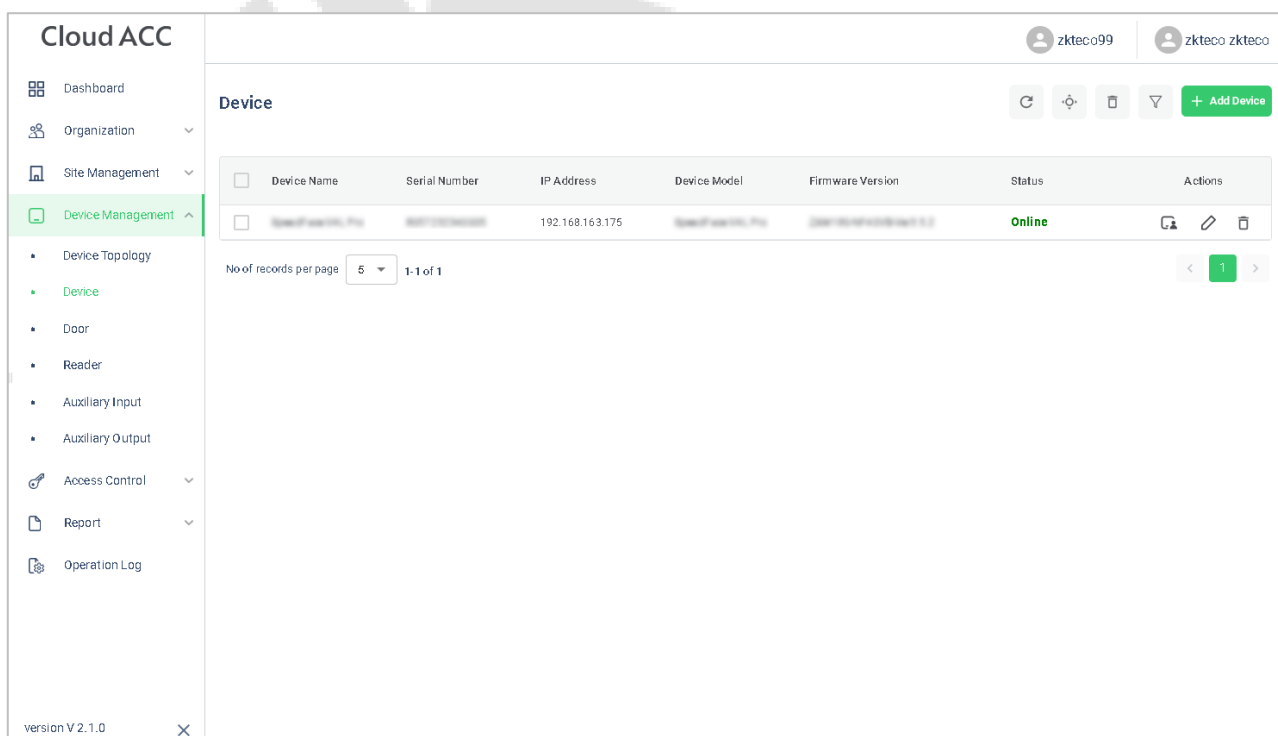 Cloud ACC
zkteco99
zkteco zkteco
Dashboard
Organization
Site Management
Device Management
Device Topology
Device
Door
Reader
Auxiliary Input
Auxiliary Output
Access Control
Report
Operation Log
version V 2.1.0
Device
+ Add Device
Device Name Serial Number IP Address Device Model Firmware Version Status Actions
192.168.163.175 Online
No of records per page 5 1-1 of 1
< 1 >